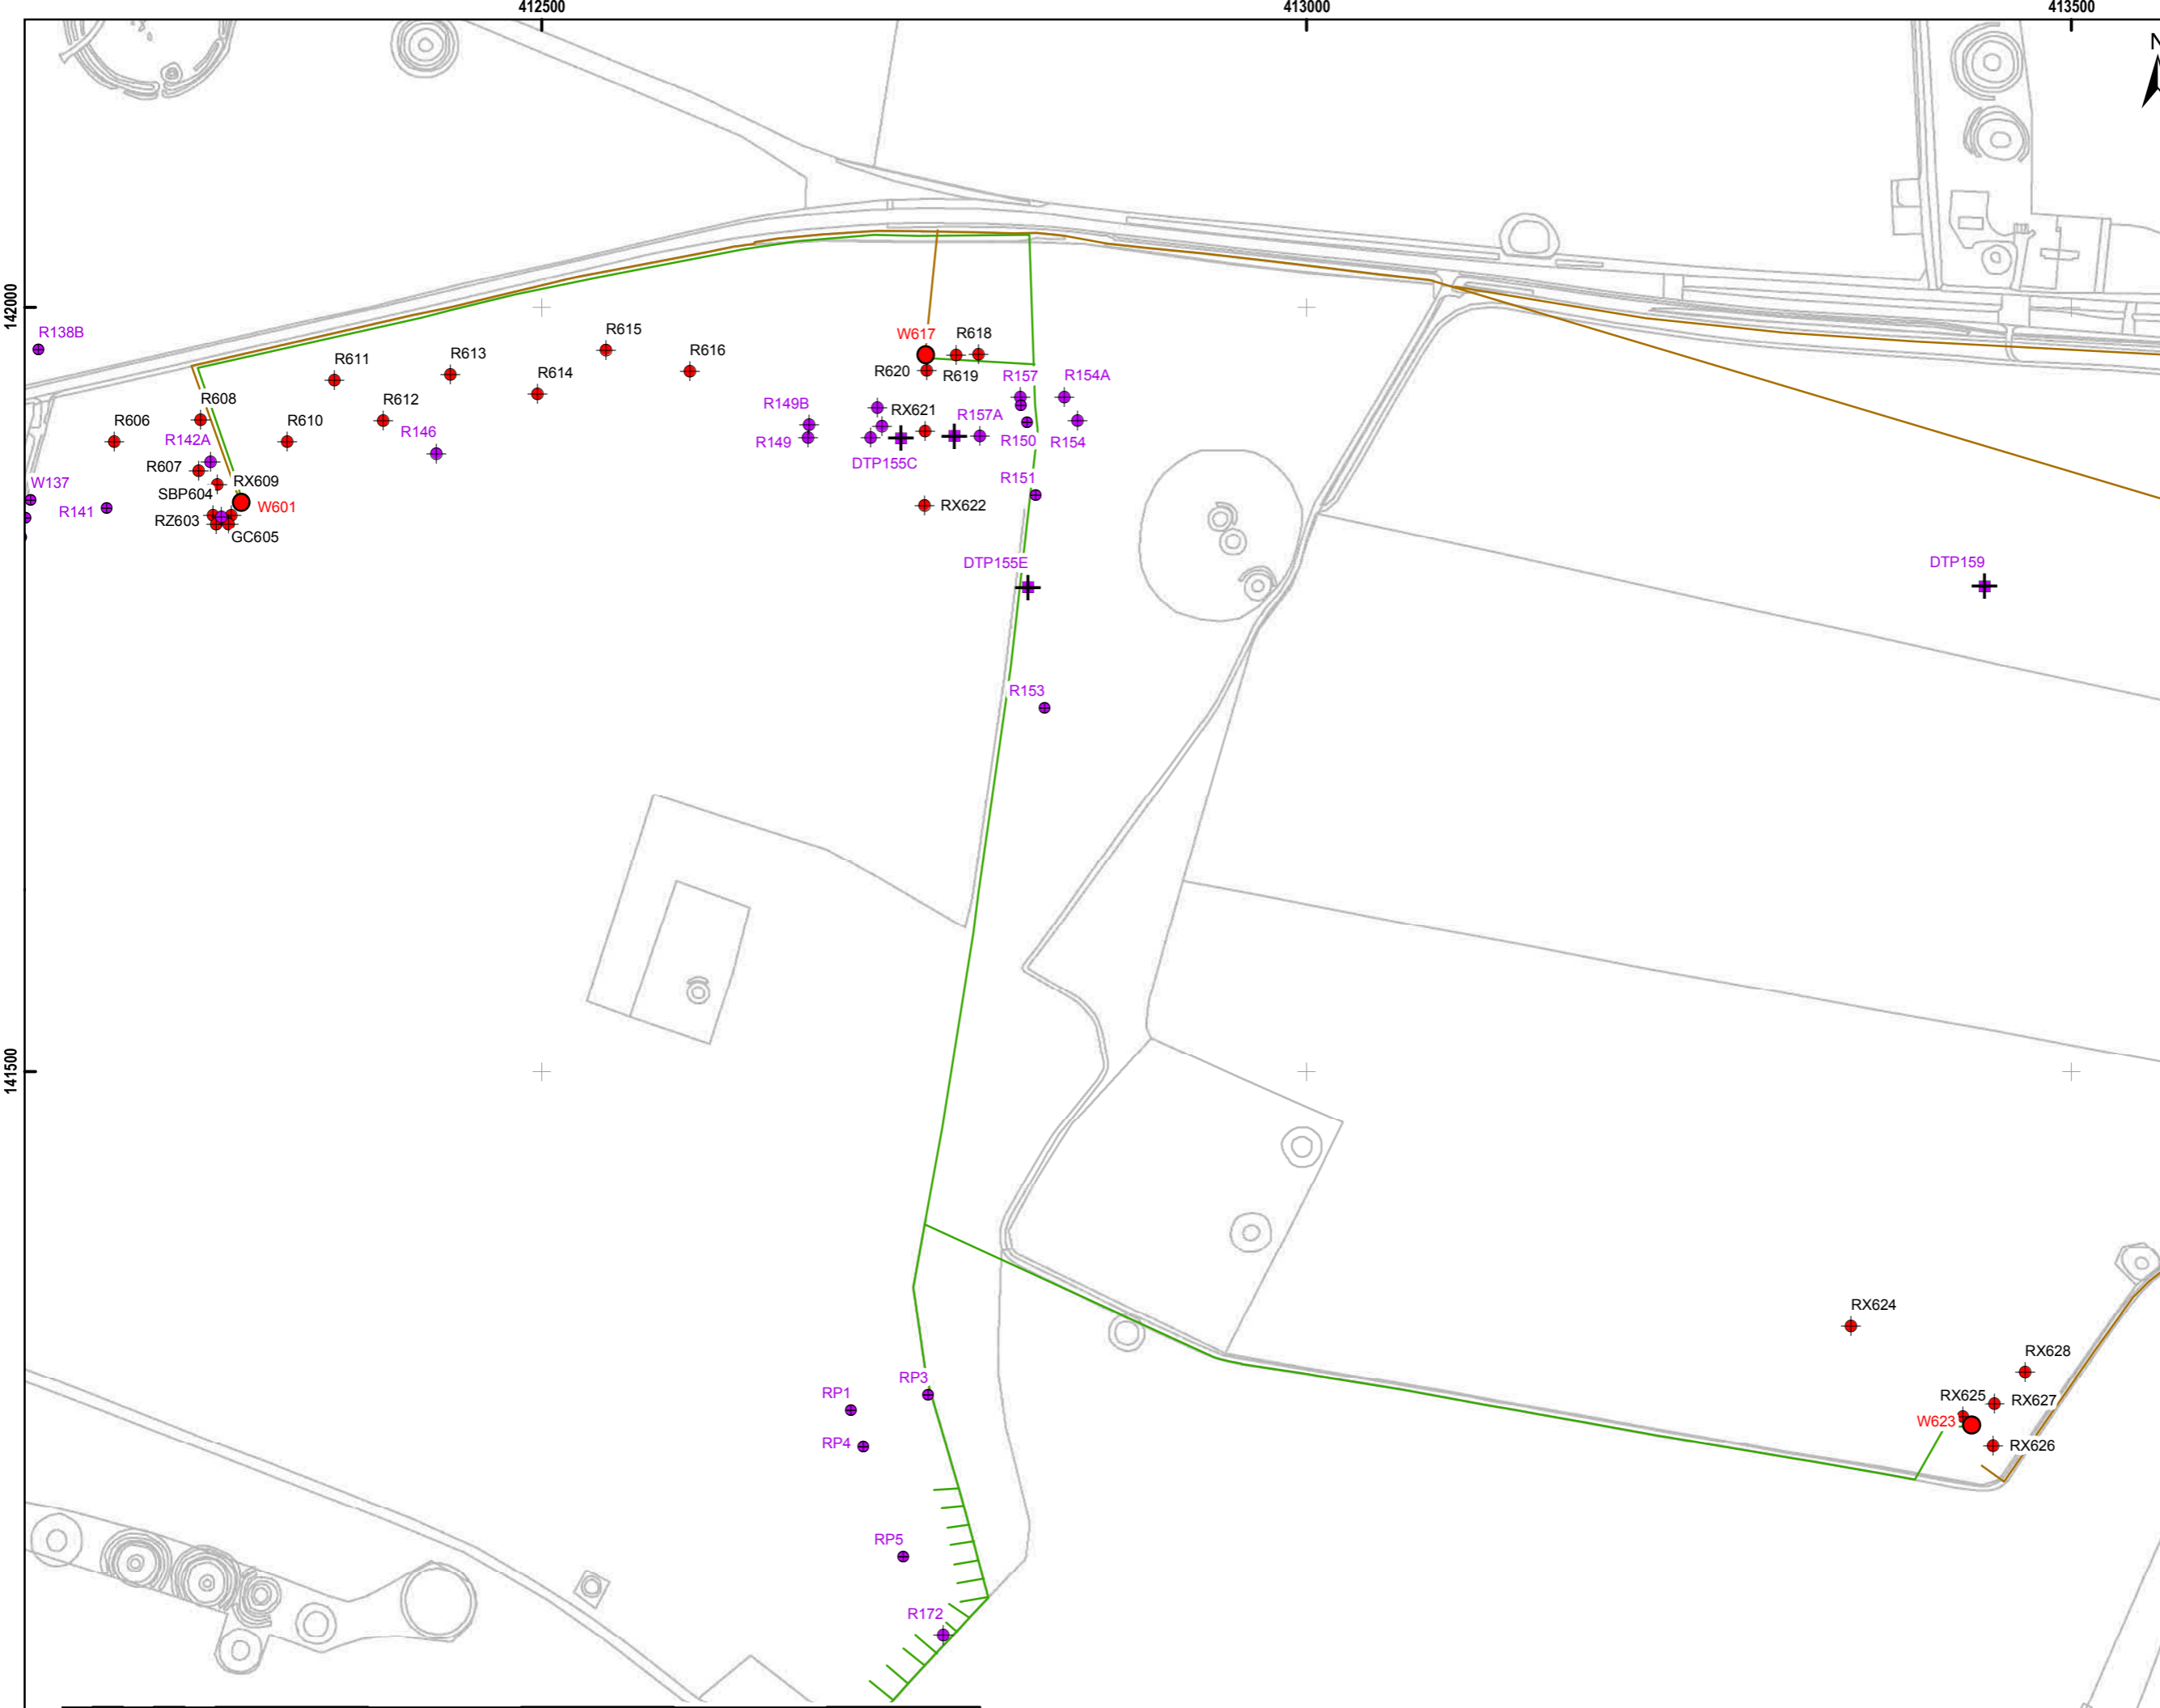 412500
413000
413500
N
142000
141500
R138B
R615
W617
R618
R611
R613
R616
R620
R619
R614
R157
R154A
R608
R606
R610
R612
R149B
RX621
R157A
R142A
R146
R149
R150
R154
R607
DTP155C
W137
SBP604
RX609
R151
R141
RZ603
W601
RX622
GC605
DTP155E
DTP159
R153
RX624
RX628
RP3
RP1
RX625
RX627
W623
RP4
RX626
RP5
R172